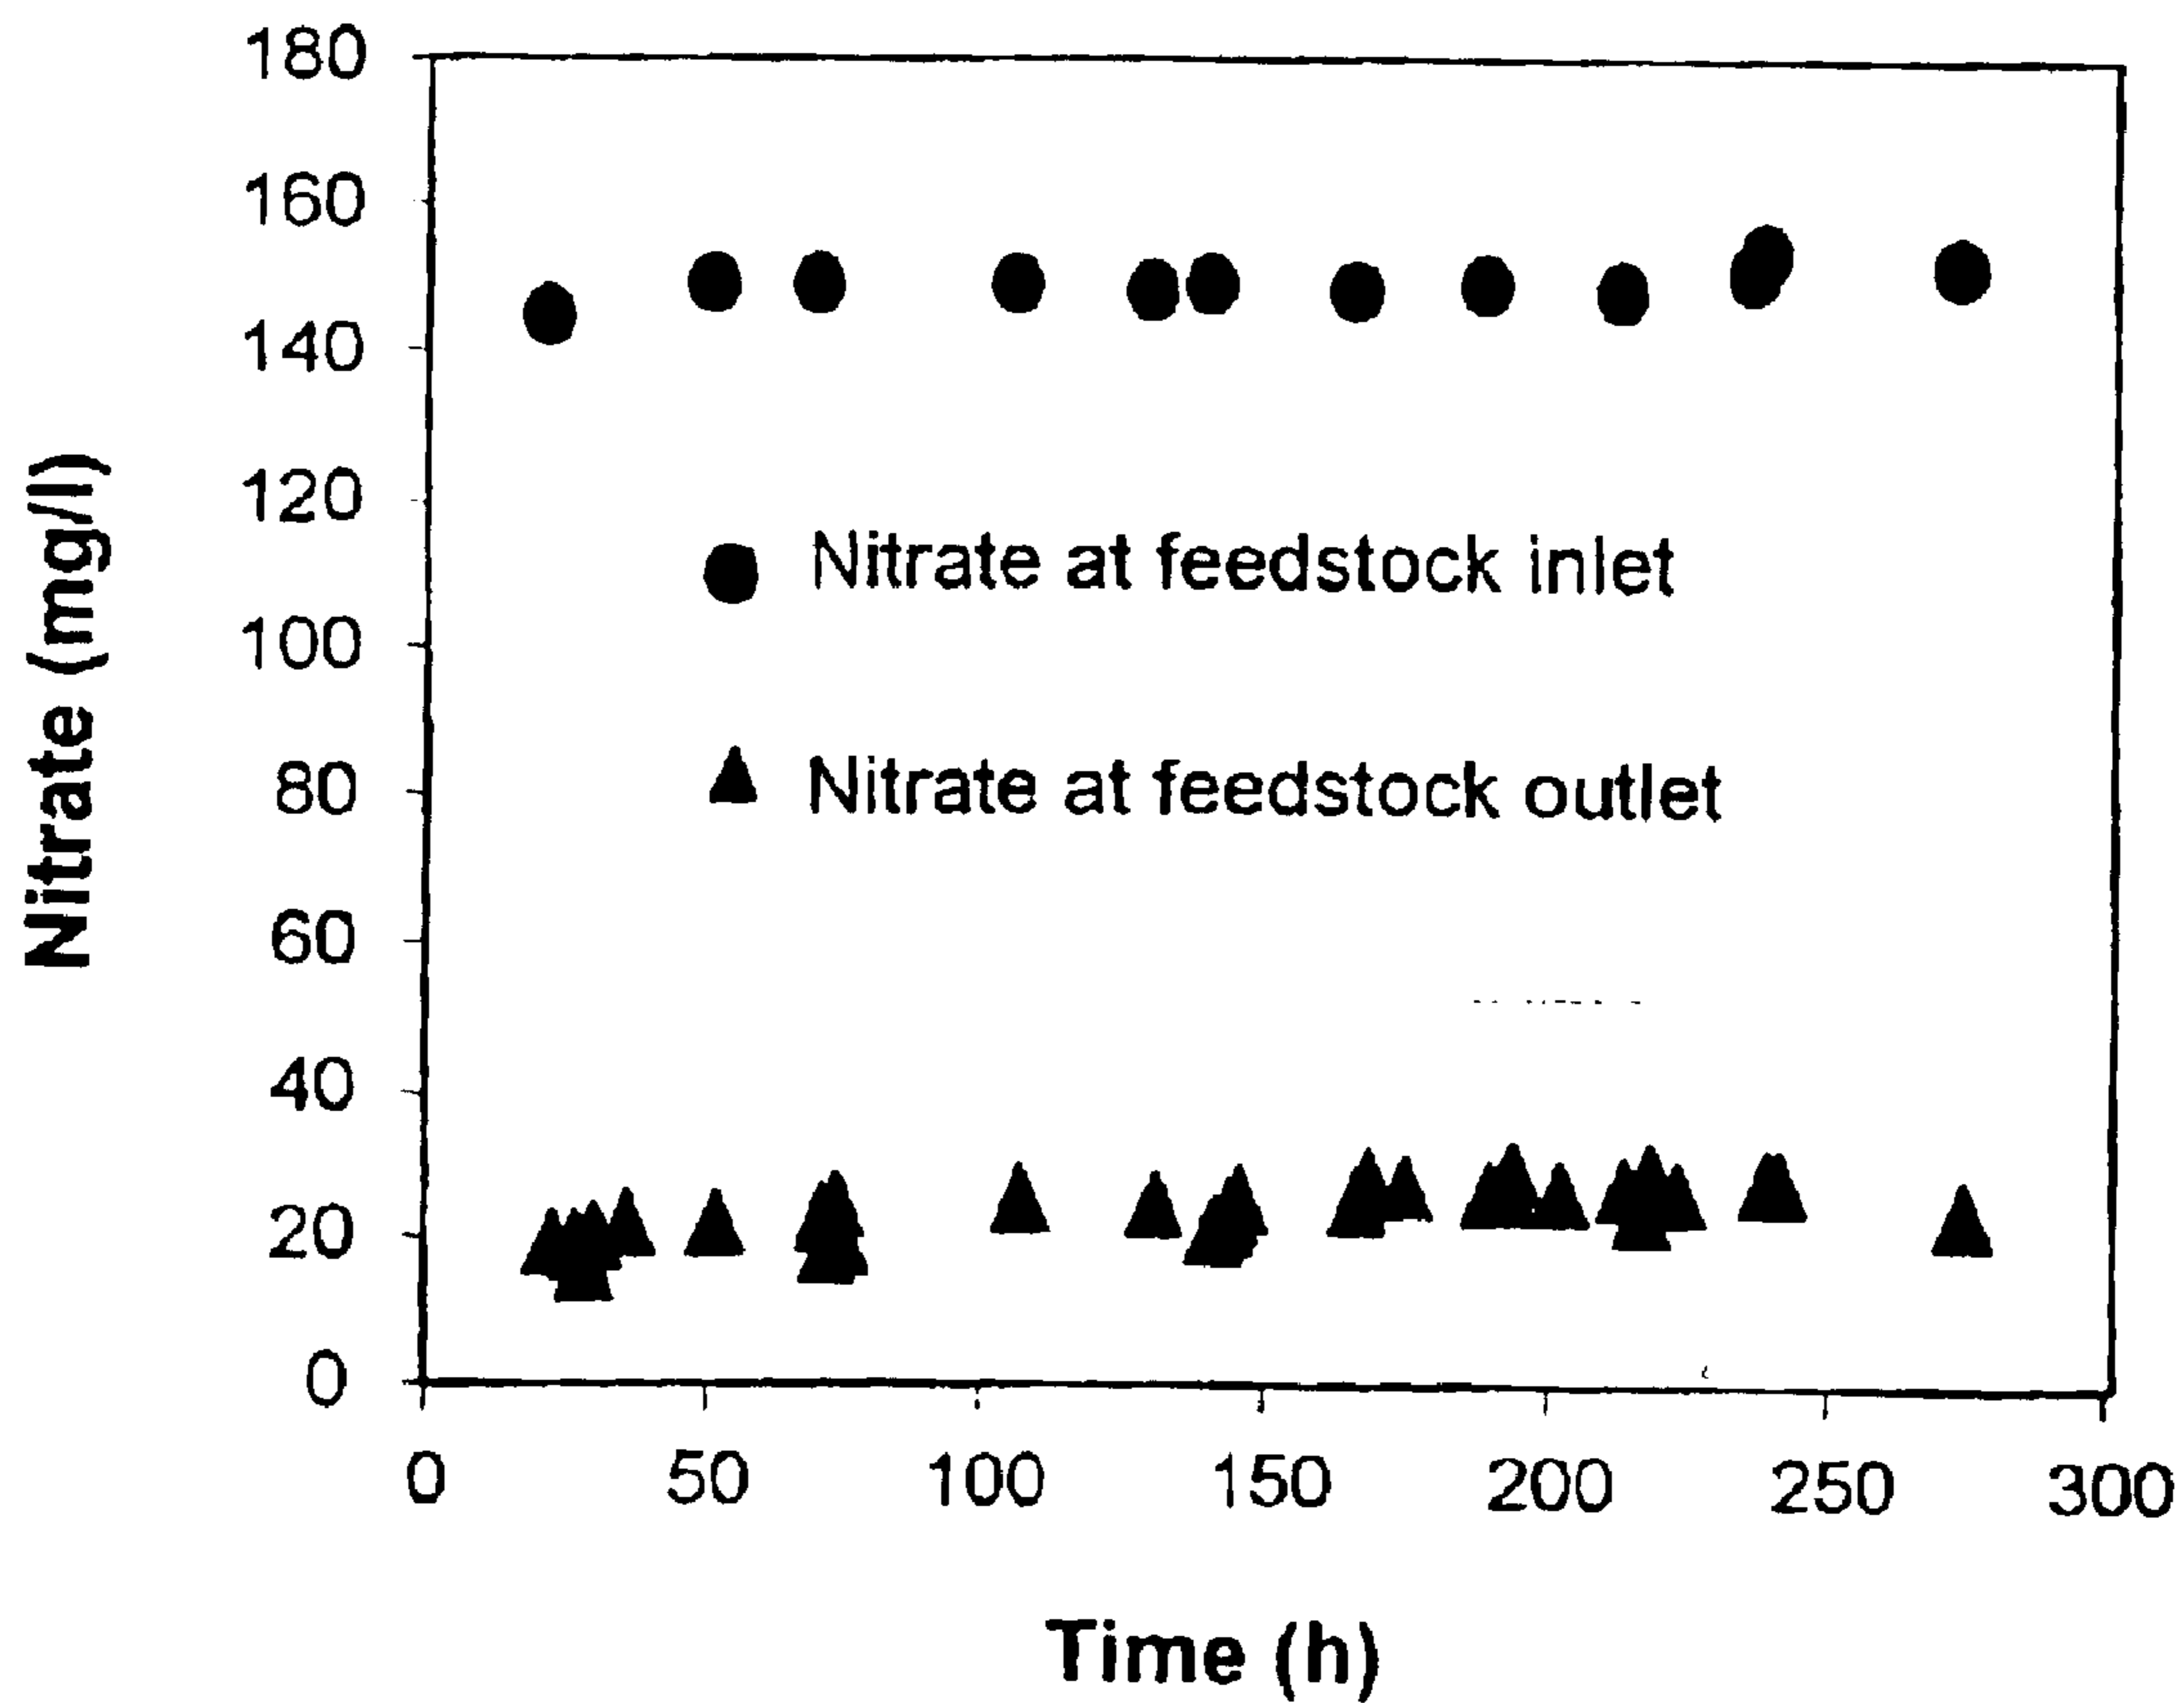 180
160
140
120
100
80
60
40
20
0
Nitrate (mg/l)
Nitrate at feedstock inlet
Nitrate at feedstock outlet
0 50 100 150 200 250 300
Time (h)